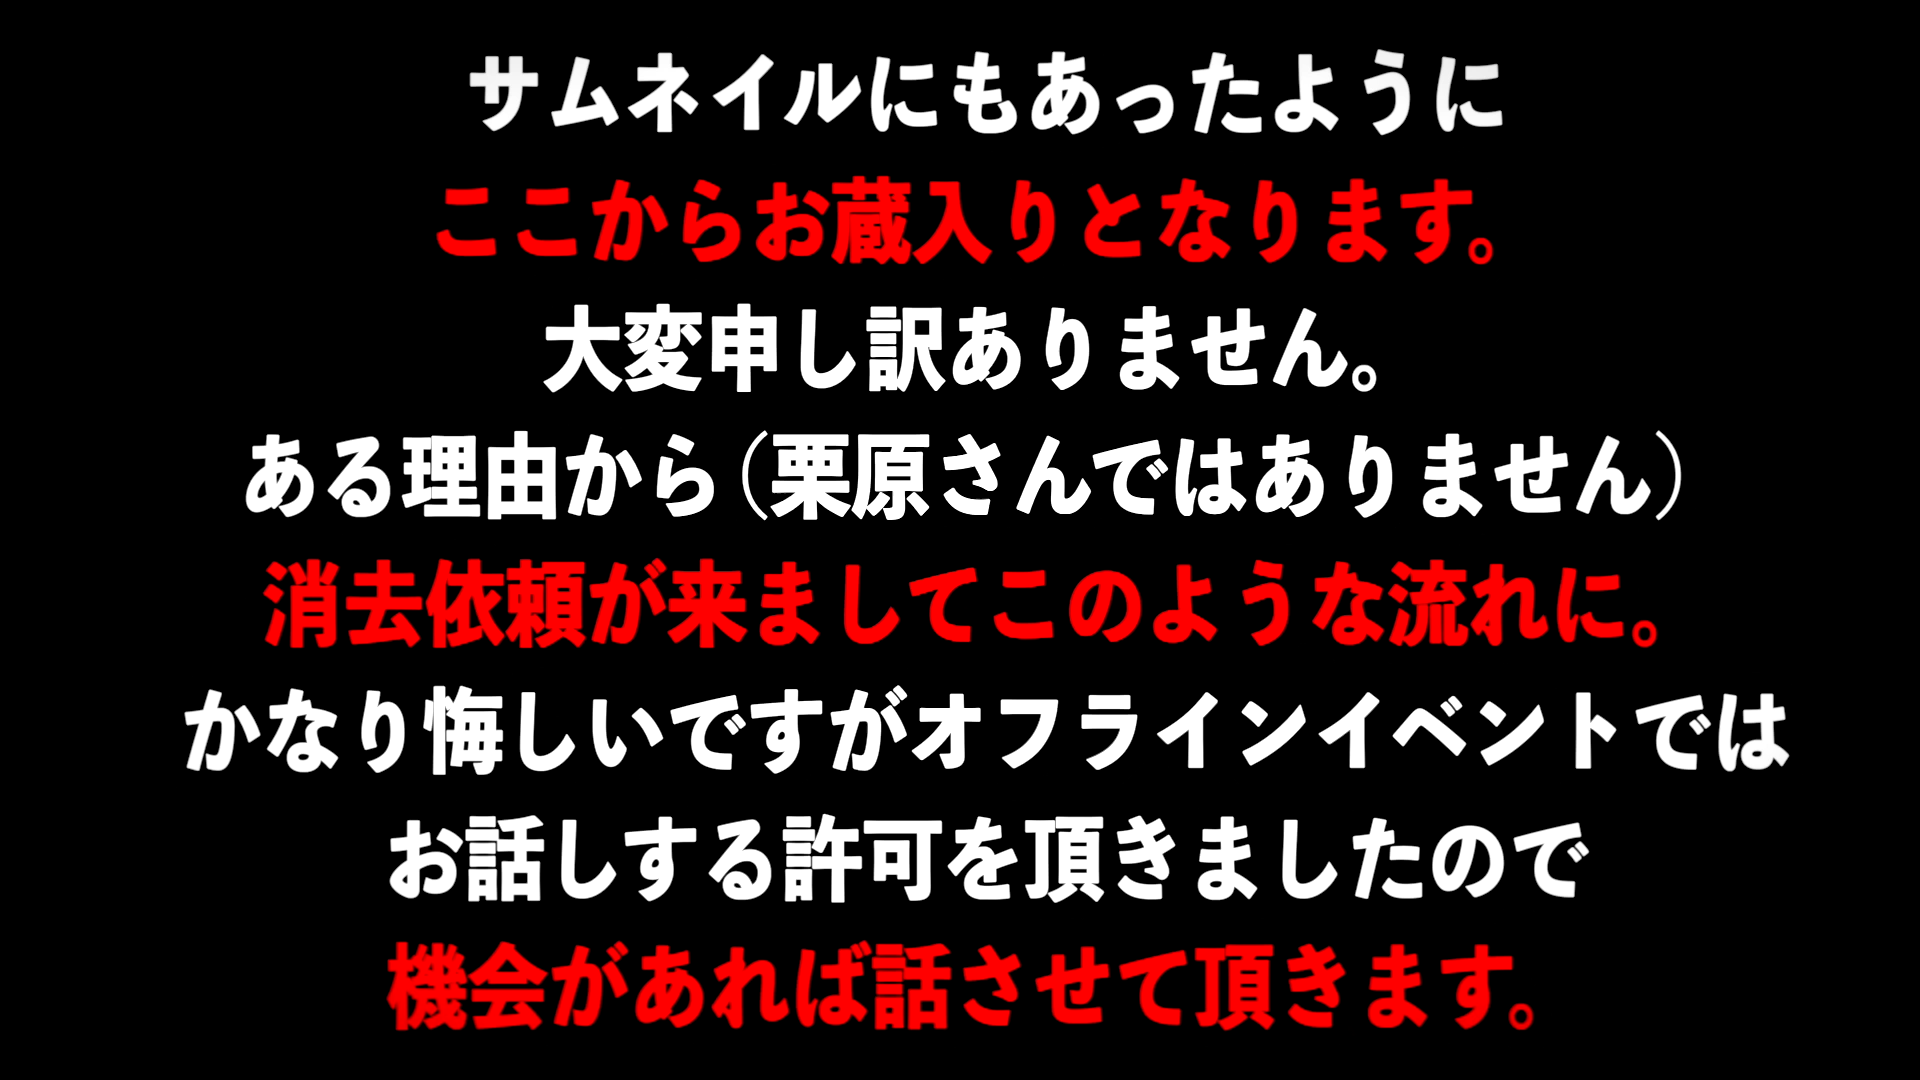 サムネイルにもあったように
ここからお蔵入りとなります。
大変申し訳ありません。
ある理由から(栗原さんではありません)
消去依頼が来ましてこのような流れに。
かなり悔しいですがオフラインイベントでは
お話しする許可を頂きましたので
機会があれば話させて頂きます。